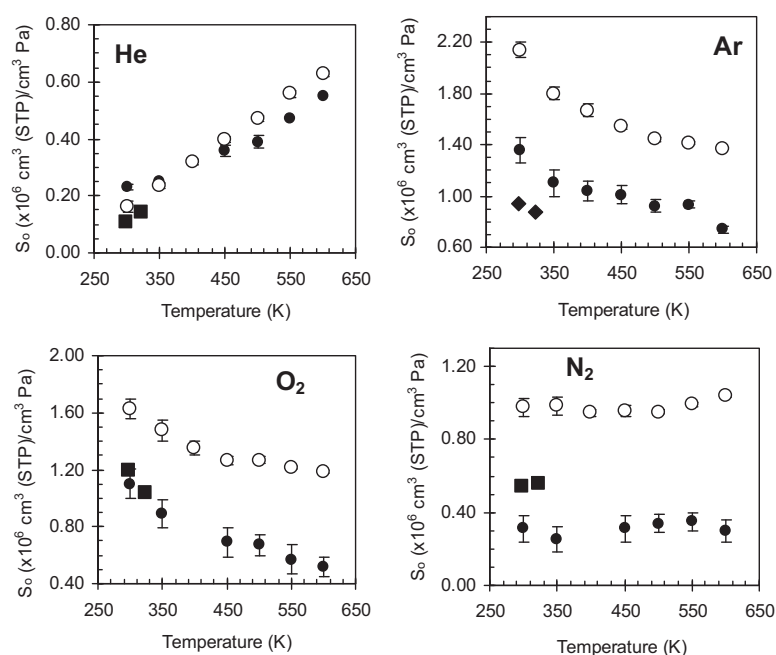 He
S₀ (x10⁶ cm³ (STP)/cm³ Pa)
0.80
0.60
0.40
0.20
0.00
250 350 450 550 650
Temperature (K)
Ar
S₀ (x10⁶ cm³ (STP)/cm³ Pa)
2.20
1.80
1.40
1.00
0.60
250 350 450 550 650
Temperature (K)
O₂
S₀ (x10⁶ cm³ (STP)/cm³ Pa)
2.00
1.60
1.20
0.80
0.40
250 350 450 550 650
Temperature (K)
N₂
S₀ (x10⁶ cm³ (STP)/cm³ Pa)
1.20
0.80
0.40
0.00
250 350 450 550 650
Temperature (K)